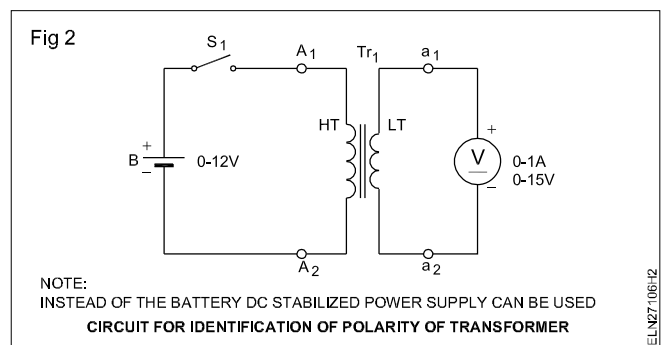 Fig 2
S1
A1
Tr1
a1
HT
LT
+
B
−
0-12V
+
V
−
0-1A
0-15V
A2
a2
NOTE:
INSTEAD OF THE BATTERY DC STABILIZED POWER SUPPLY CAN BE USED
CIRCUIT FOR IDENTIFICATION OF POLARITY OF TRANSFORMER
ELN27106H2